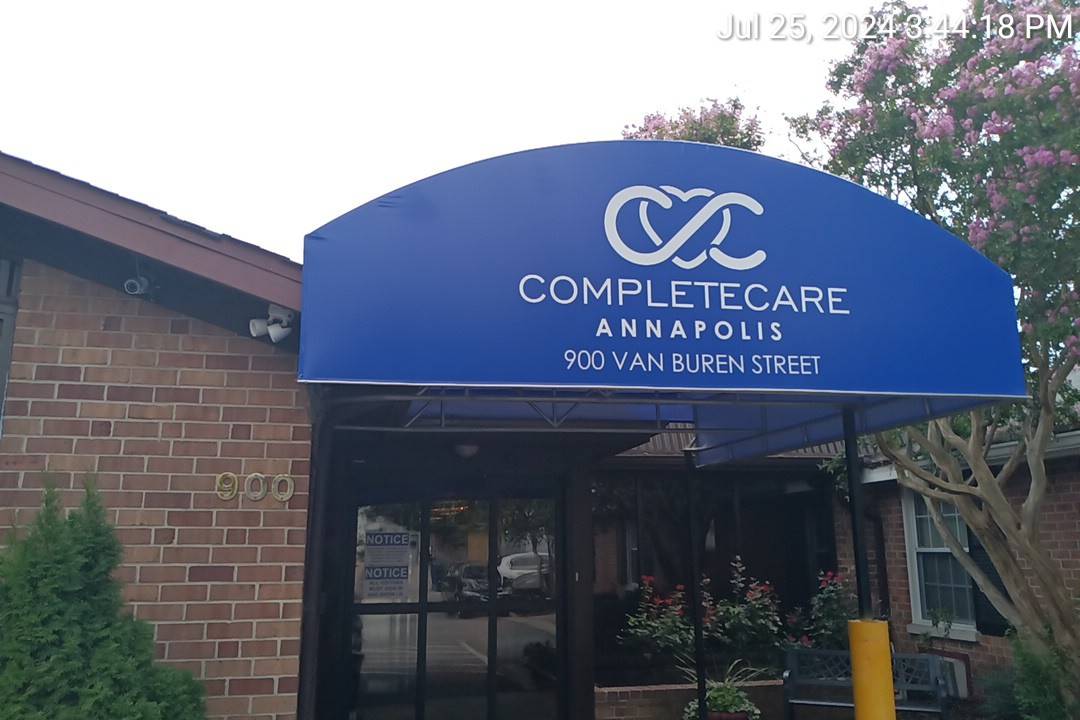 Jul 25, 2024 3:44:18 PM
COMPLETECARE
ANNAPOLIS
900 VAN BUREN STREET
900
NOTICE
NOTICE